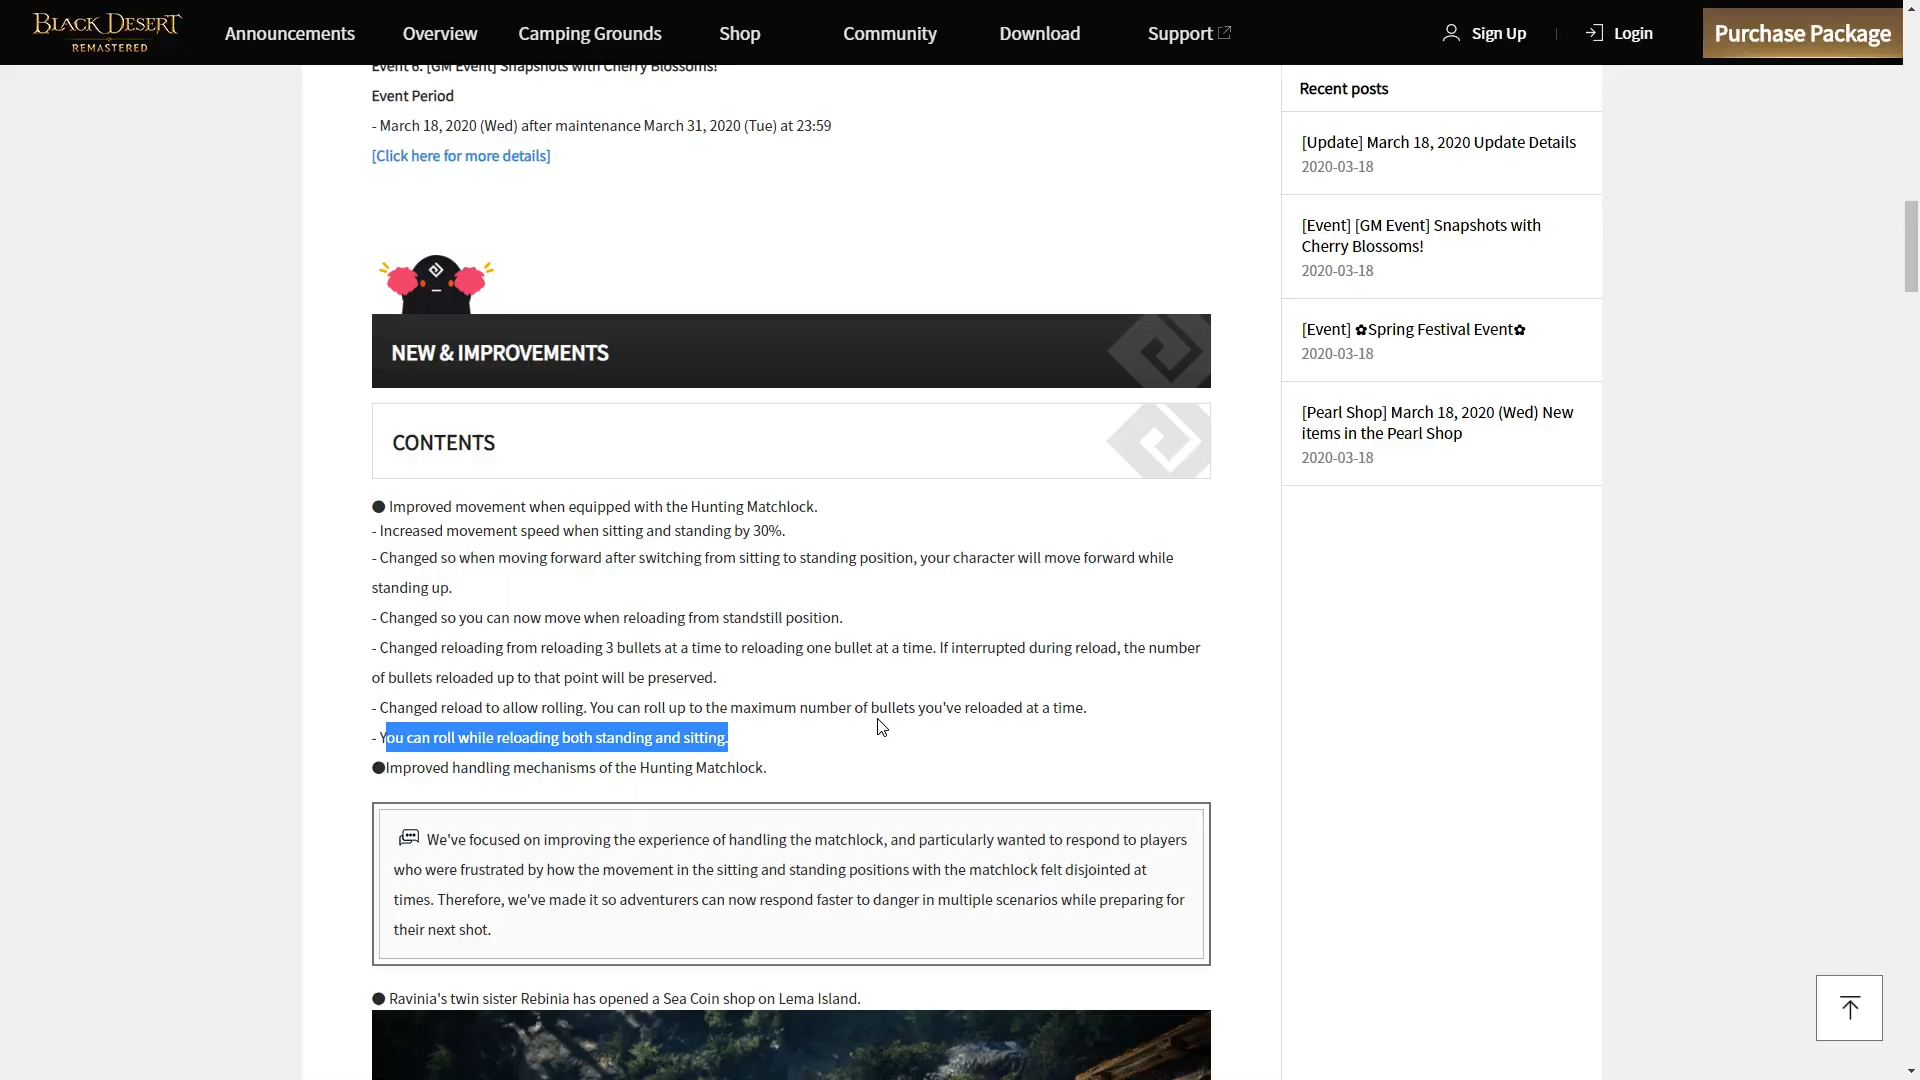 BLACK DESERT
REMASTERED
Announcements
Overview
Camping Grounds
Shop
Community
Download
Support
Sign Up
Login
Purchase Package
Event 6. [GM Event] Snapshots with Cherry Blossoms!
Event Period
- March 18, 2020 (Wed) after maintenance March 31, 2020 (Tue) at 23:59
[Click here for more details]
NEW & IMPROVEMENTS
CONTENTS
● Improved movement when equipped with the Hunting Matchlock.
- Increased movement speed when sitting and standing by 30%.
- Changed so when moving forward after switching from sitting to standing position, your character will move forward while
standing up.
- Changed so you can now move when reloading from standstill position.
- Changed reloading from reloading 3 bullets at a time to reloading one bullet at a time. If interrupted during reload, the number
of bullets reloaded up to that point will be preserved.
- Changed reload to allow rolling. You can roll up to the maximum number of bullets you've reloaded at a time.
- You can roll while reloading both standing and sitting.
●Improved handling mechanisms of the Hunting Matchlock.
We've focused on improving the experience of handling the matchlock, and particularly wanted to respond to players
who were frustrated by how the movement in the sitting and standing positions with the matchlock felt disjointed at
times. Therefore, we've made it so adventurers can now respond faster to danger in multiple scenarios while preparing for
their next shot.
● Ravinia's twin sister Rebinia has opened a Sea Coin shop on Lema Island.
Recent posts
[Update] March 18, 2020 Update Details
2020-03-18
[Event] [GM Event] Snapshots with
Cherry Blossoms!
2020-03-18
[Event] ✿Spring Festival Event✿
2020-03-18
[Pearl Shop] March 18, 2020 (Wed) New
items in the Pearl Shop
2020-03-18